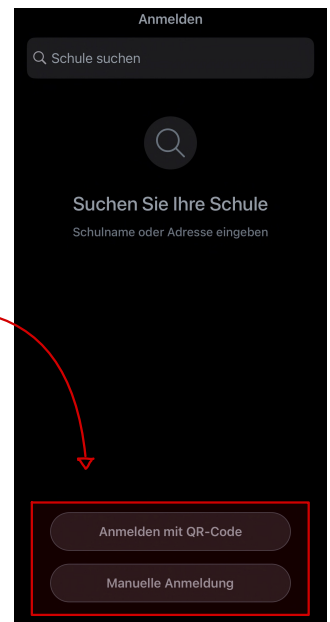 Anmelden
Schule suchen
Suchen Sie Ihre Schule
Schulname oder Adresse eingeben
Anmelden mit QR-Code
Manuelle Anmeldung